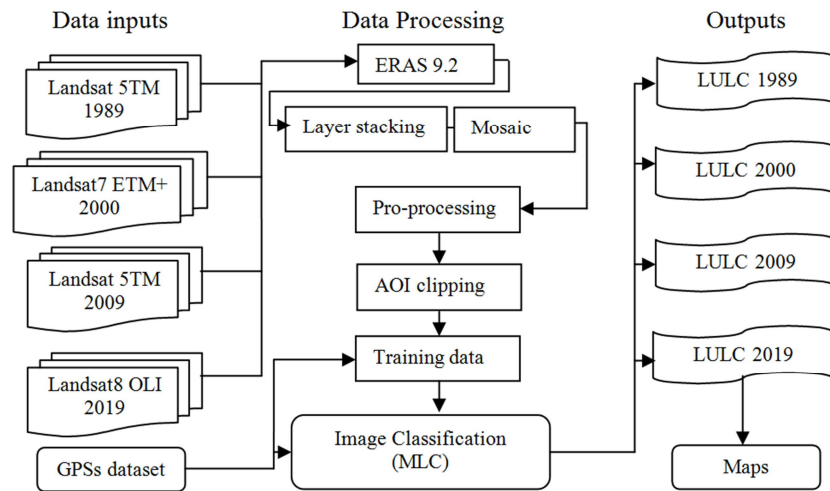 Data inputs
Data Processing
Outputs
Landsat 5TM
1989
Landsat7 ETM+
2000
Landsat 5TM
2009
Landsat8 OLI
2019
GPSs dataset
ERAS 9.2
Layer stacking
Mosaic
Pro-processing
AOI clipping
Training data
Image Classification
(MLC)
LULC 1989
LULC 2000
LULC 2009
LULC 2019
Maps